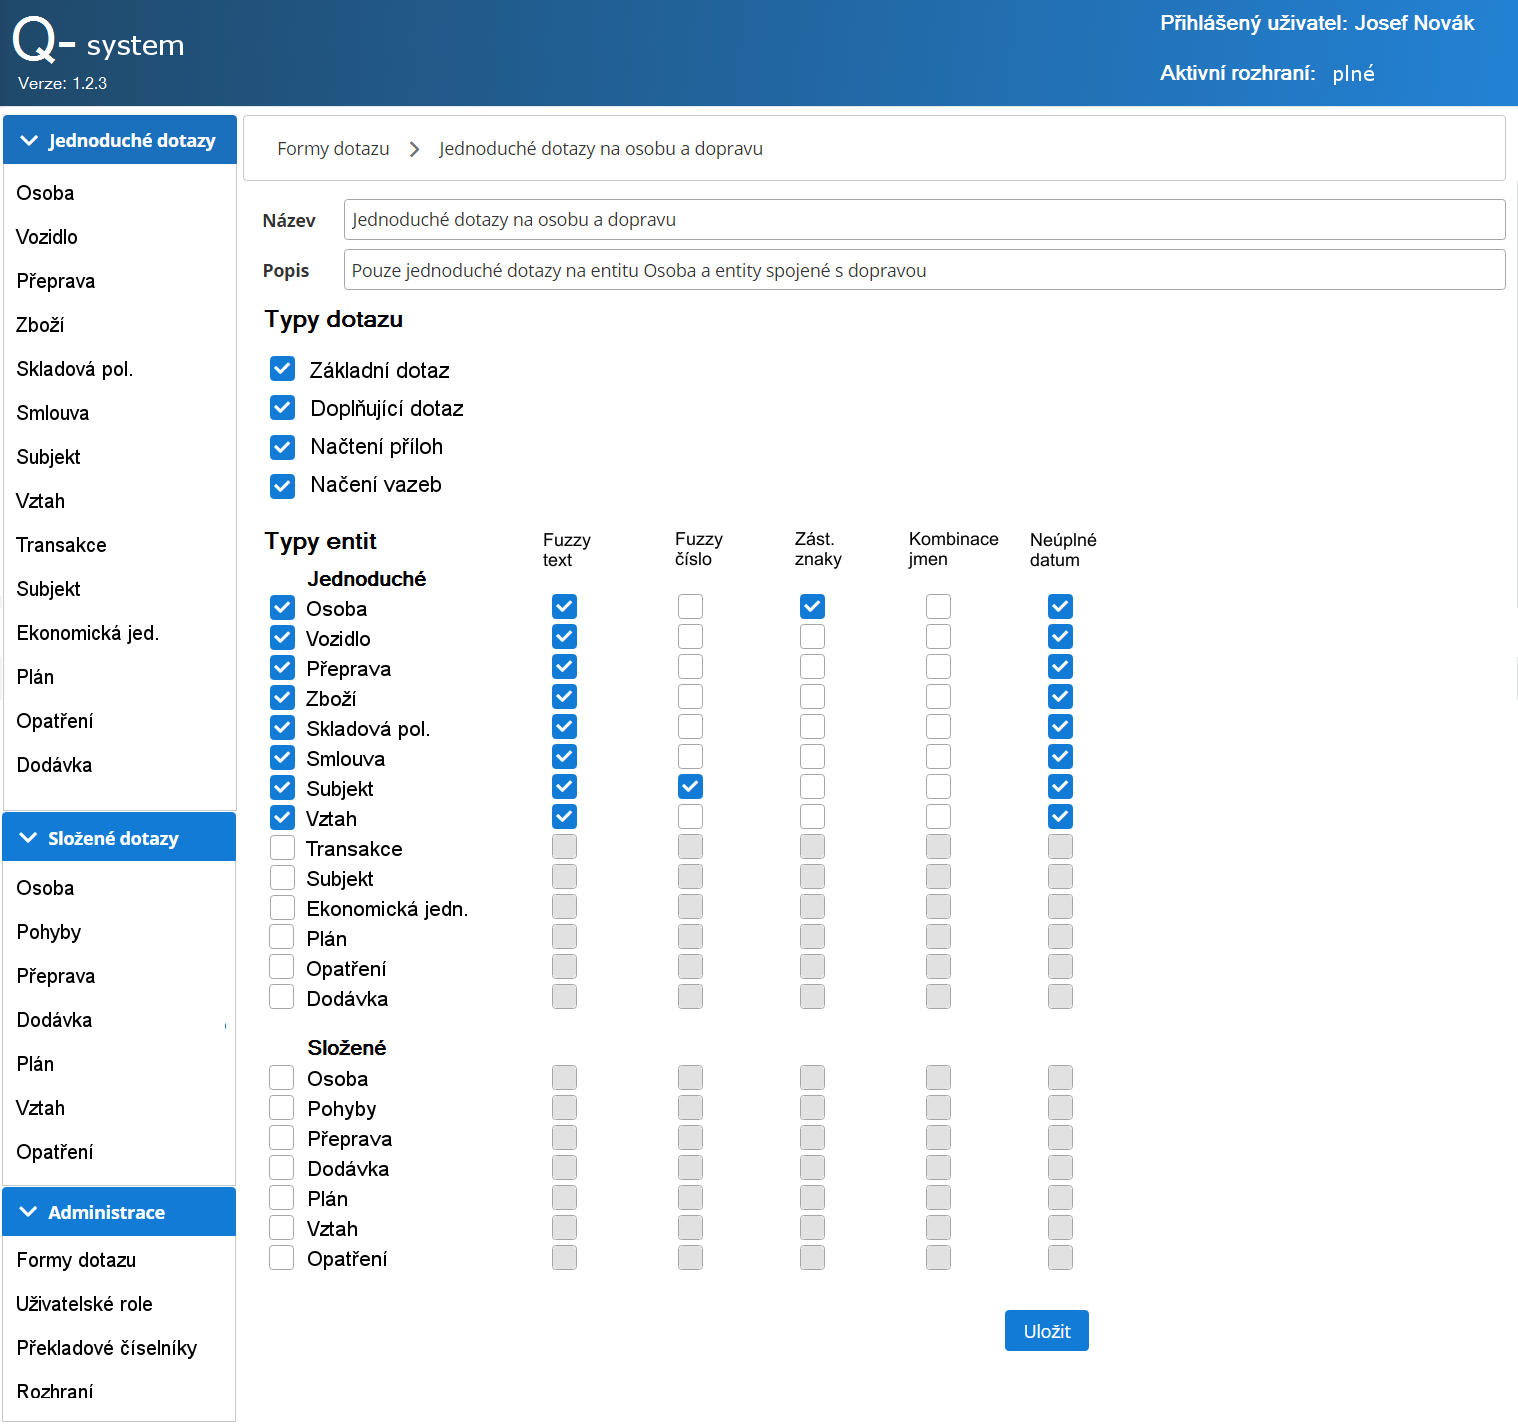 Q- system
Verze: 1.2.3
Přihlášený uživatel: Josef Novák
Aktivní rozhraní: plné
Jednoduché dotazy
Osoba
Vozidlo
Přeprava
Zboží
Skladová pol.
Smlouva
Subjekt
Vztah
Transakce
Subjekt
Ekonomická jed.
Plán
Opatření
Dodávka
Složené dotazy
Osoba
Pohyby
Přeprava
Dodávka
Plán
Vztah
Opatření
Administrace
Formy dotazu
Uživatelské role
Překladové číselníky
Rozhraní
Formy dotazu > Jednoduché dotazy na osobu a dopravu
Název Jednoduché dotazy na osobu a dopravu
Popis Pouze jednoduché dotazy na entitu Osoba a entity spojené s dopravou
Typy dotazu
Základní dotaz
Doplňující dotaz
Načtení příloh
Načení vazeb
Typy entit
Fuzzy text
Fuzzy číslo
Zást. znaky
Kombinace jmen
Neúplné datum
Jednoduché
Osoba
Vozidlo
Přeprava
Zboží
Skladová pol.
Smlouva
Subjekt
Vztah
Transakce
Subjekt
Ekonomická jedn.
Plán
Opatření
Dodávka
Složené
Osoba
Pohyby
Přeprava
Dodávka
Plán
Vztah
Opatření
Uložit